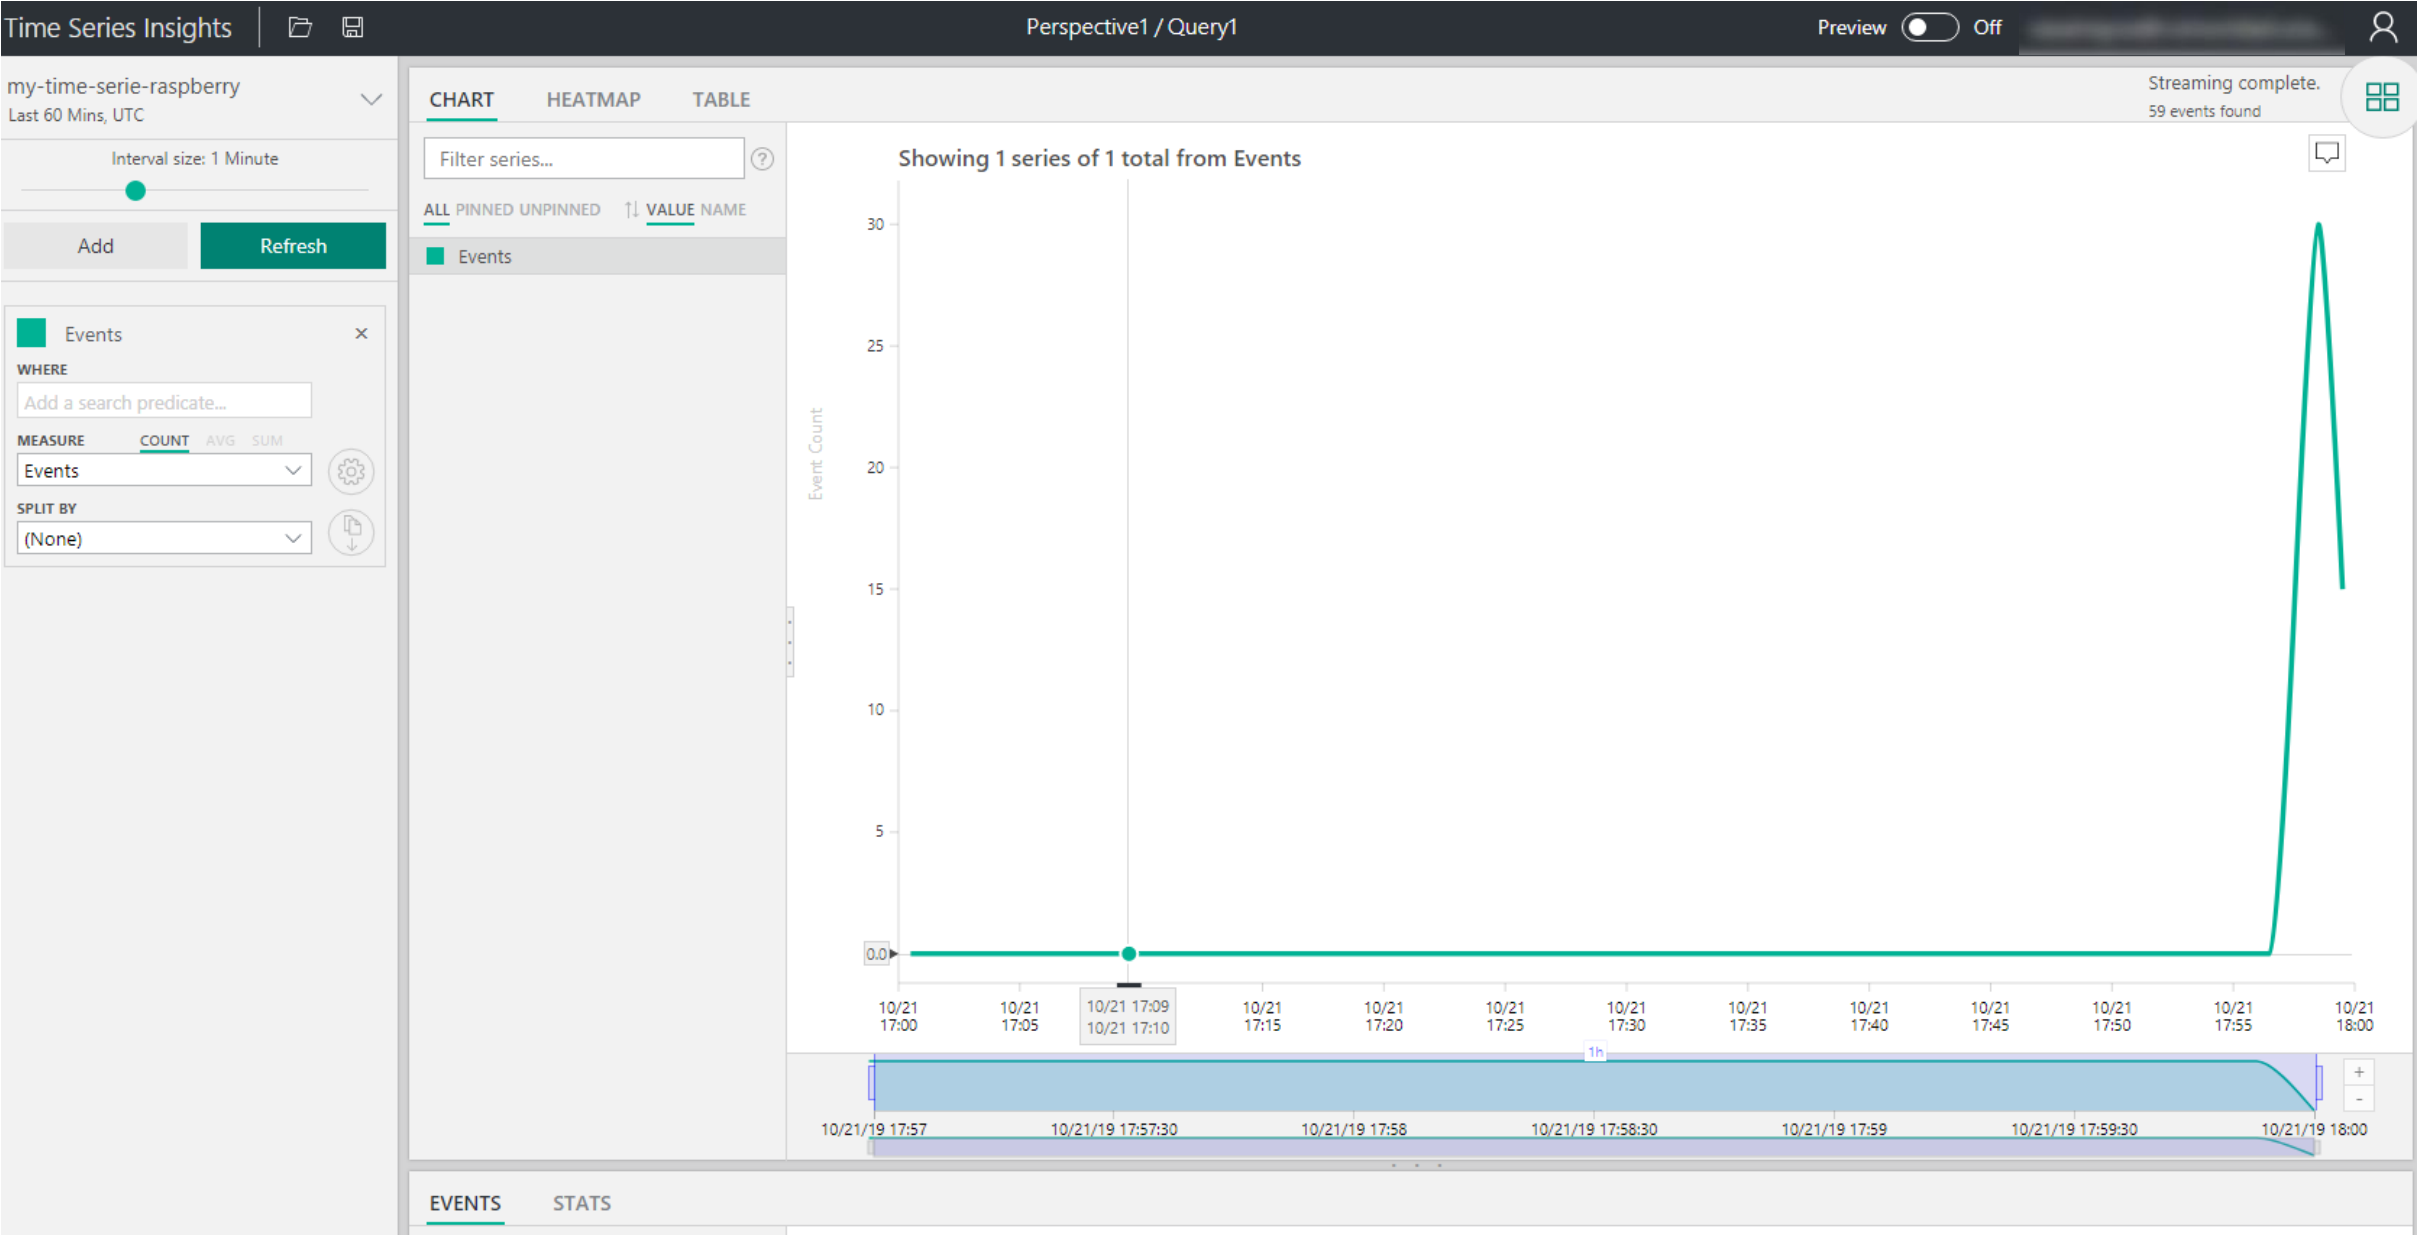 Time Series Insights
Perspective1 / Query1
Preview Off
my-time-serie-raspberry
Last 60 Mins, UTC
Interval size: 1 Minute
Add Refresh
Events
WHERE
Add a search predicate...
MEASURE COUNT AVG SUM
Events
SPLIT BY
(None)
CHART HEATMAP TABLE
Streaming complete.
59 events found
Filter series... ?
ALL PINNED UNPINNED VALUE NAME
Events
Showing 1 series of 1 total from Events
Event Count
30
25
20
15
10
5
0.0
10/21 17:00
10/21 17:05
10/21 17:09
10/21 17:10
10/21 17:15
10/21 17:20
10/21 17:25
10/21 17:30
10/21 17:35
10/21 17:40
10/21 17:45
10/21 17:50
10/21 17:55
10/21 18:00
1h
+
-
10/21/19 17:57 10/21/19 17:57:30 10/21/19 17:58 10/21/19 17:58:30 10/21/19 17:59 10/21/19 17:59:30 10/21/19 18:00
EVENTS STATS